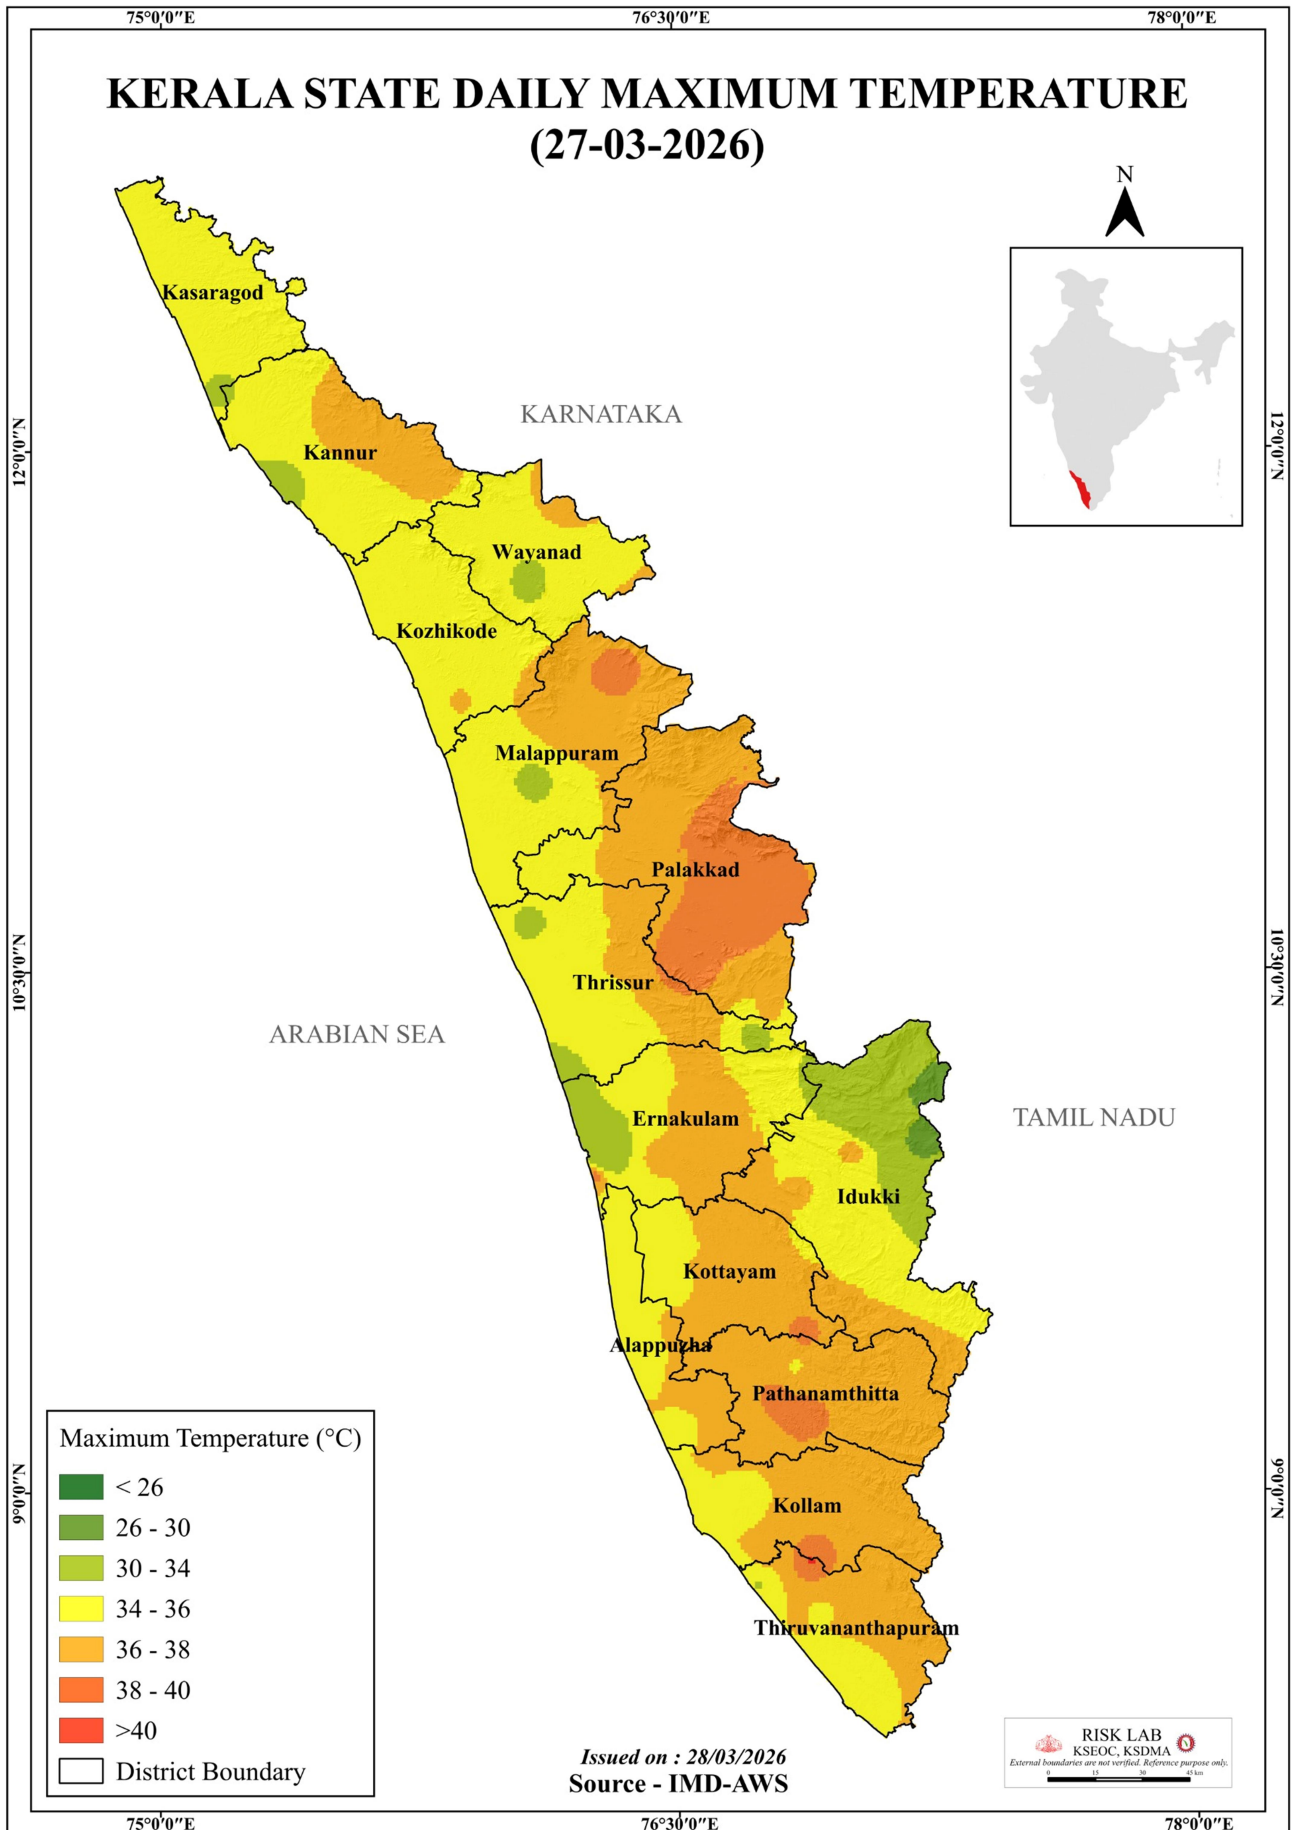 75°0'0"E 76°30'0"E 78°0'0"E
KERALA STATE DAILY MAXIMUM TEMPERATURE
(27-03-2026)
N
Kasaragod
KARNATAKA
12°0'0"N
12°0'0"N
Kannur
Wayanad
Kozhikode
Malappuram
Palakkad
10°30'0"N
10°30'0"N
Thrissur
ARABIAN SEA
Ernakulam
TAMIL NADU
Idukki
Kottayam
Alappuzha
Pathanamthitta
9°0'0"N
9°0'0"N
Kollam
Thiruvananthapuram
Maximum Temperature (°C)
< 26
26 - 30
30 - 34
34 - 36
36 - 38
38 - 40
>40
District Boundary
Issued on : 28/03/2026
Source - IMD-AWS
RISK LAB
KSEOC, KSDMA
External boundaries are not verified. Reference purpose only.
0 15 30 45 km
75°0'0"E 76°30'0"E 78°0'0"E